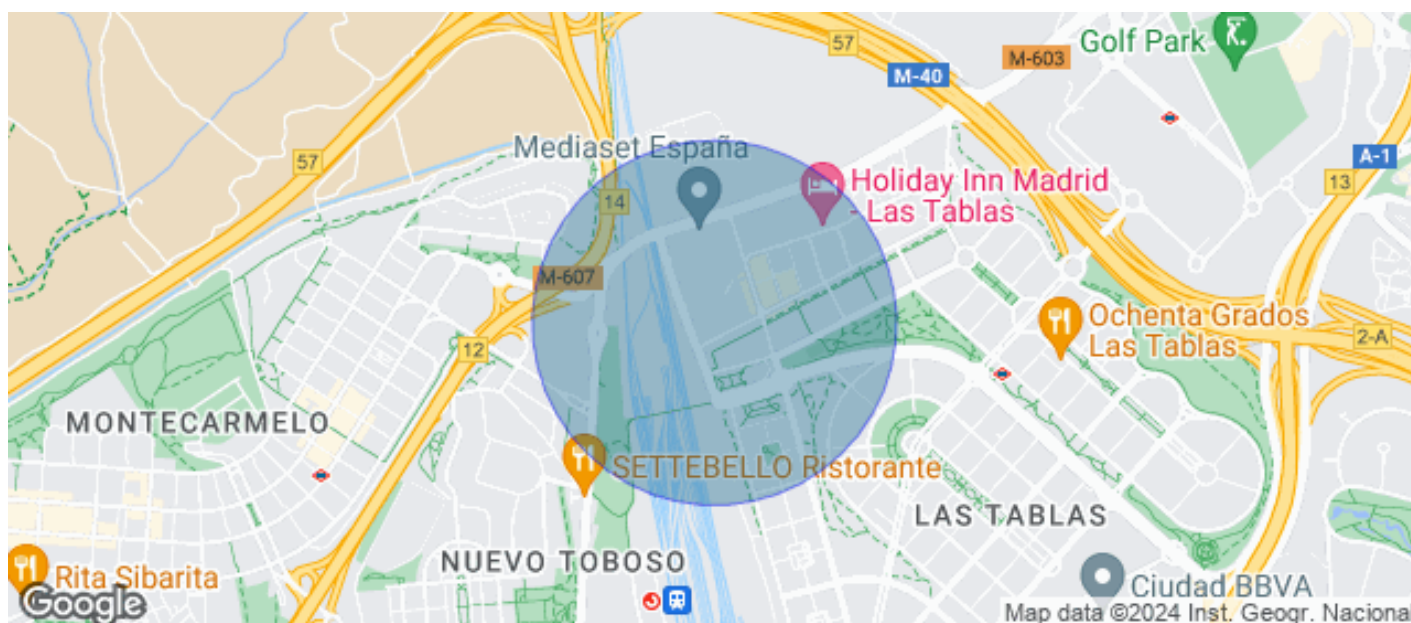 57
M-603
Golf Park
M-40
Mediaset España
57
A-1
Holiday Inn Madrid
- Las Tablas
13
14
M-607
Ochenta Grados
Las Tablas
2-A
12
MONTECARMELO
SETTEBELLO Ristorante
LAS TABLAS
NUEVO TOBOSO
Rita Sibarita
Ciudad BBVA
Google
Map data ©2024 Inst. Geogr. Nacional